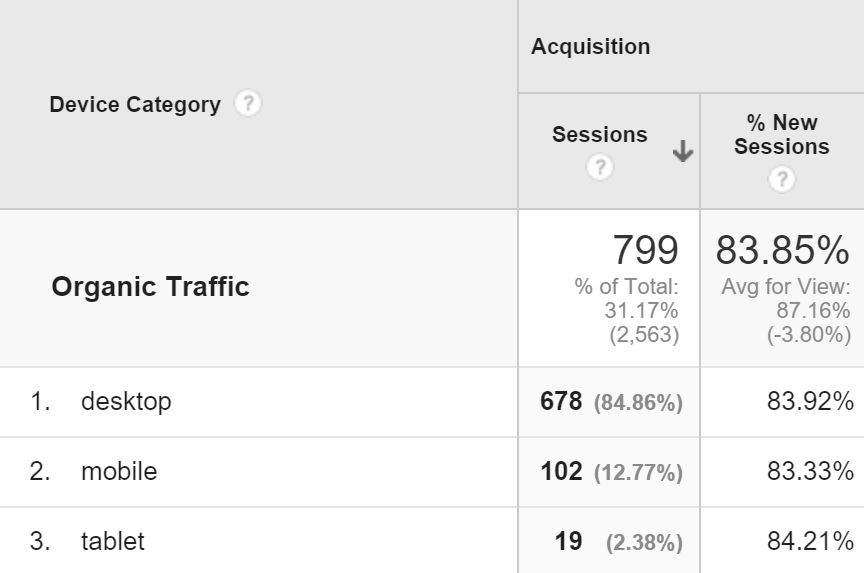 Acquisition
Device Category ?
Sessions
?
% New
Sessions
?
Organic Traffic
799
% of Total:
31.17%
(2,563)
83.85%
Avg for View:
87.16%
(-3.80%)
1. desktop 678 (84.86%) 83.92%
2. mobile 102 (12.77%) 83.33%
3. tablet 19 (2.38%) 84.21%